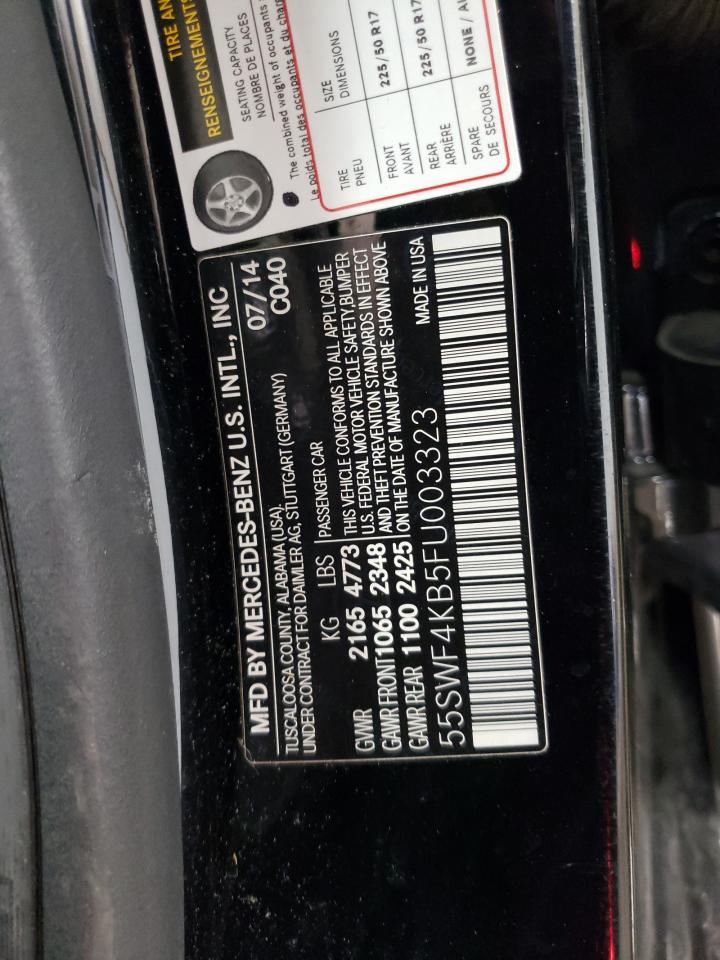 MFD BY MERCEDES-BENZ U.S. INTL., INC
TUSCALOOSA COUNTY, ALABAMA (USA), 07/14
UNDER CONTRACT FOR DAIMLER AG, STUTTGART (GERMANY) C040
KG LBS PASSENGER CAR
GVWR 2165 4773 THIS VEHICLE CONFORMS TO ALL APPLICABLE
U.S. FEDERAL MOTOR VEHICLE SAFETY,BUMPER
GAWR FRONT 1065 2348 AND THEFT PREVENTION STANDARDS IN EFFECT
GAWR REAR 1100 2425 ON THE DATE OF MANUFACTURE SHOWN ABOVE
55SWF4KB5FU003323 MADE IN USA
TIRE AN
RENSEIGNEMENTS
SEATING CAPACITY
NOMBRE DE PLACES
The combined weight of occupants
Le poids total des occupants et du
TIRE SIZE
PNEU DIMENSIONS
FRONT 225/50 R17
AVANT
REAR 225/50 R17
ARRIÈRE
SPARE NONE /
DE SECOURS